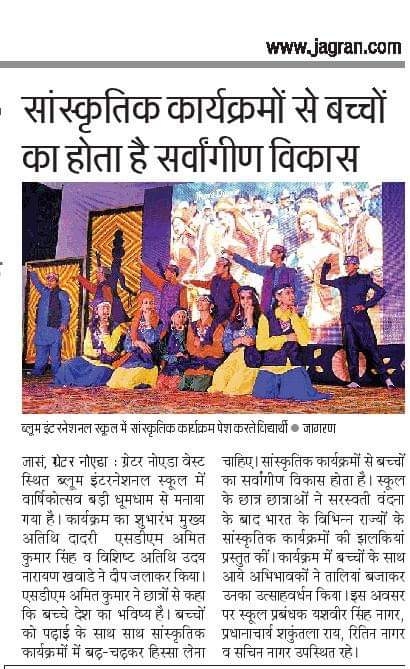 www.jagran.com
सांस्कृतिक कार्यक्रमों से बच्चों
का होता है सर्वांगीण विकास
ब्लूम इंटरनेशनल स्कूल में सांस्कृतिक कार्यक्रम पेश करते विद्यार्थी ● जागरण
जासं, ग्रेटर नोएडा : ग्रेटर नोएडा वेस्ट
स्थित ब्लूम इंटरनेशनल स्कूल में
वार्षिकोत्सव बड़ी धूमधाम से मनाया
गया है। कार्यक्रम का शुभारंभ मुख्य
अतिथि दादरी एसडीएम अमित
कुमार सिंह व विशिष्ट अतिथि उदय
नारायण खवाडे ने दीप जलाकर किया।
एसडीएम अमित कुमार ने छात्रों से कहा
कि बच्चे देश का भविष्य है। बच्चों
को पढ़ाई के साथ साथ सांस्कृतिक
कार्यक्रमों में बढ़-चढ़कर हिस्सा लेना
चाहिए। सांस्कृतिक कार्यक्रमों से बच्चों
का सर्वांगीण विकास होता है। स्कूल
के छात्र छात्राओं ने सरस्वती वंदना
के बाद भारत के विभिन्न राज्यों के
सांस्कृतिक कार्यक्रमों की झलकियां
प्रस्तुत कीं। कार्यक्रम में बच्चों के साथ
आये अभिभावकों ने तालियां बजाकर
उनका उत्साहवर्धन किया। इस अवसर
पर स्कूल प्रबंधक यशवीर सिंह नागर,
प्रधानाचार्य शकुंतला राय, रितिन नागर
व सचिन नागर उपस्थित रहे।